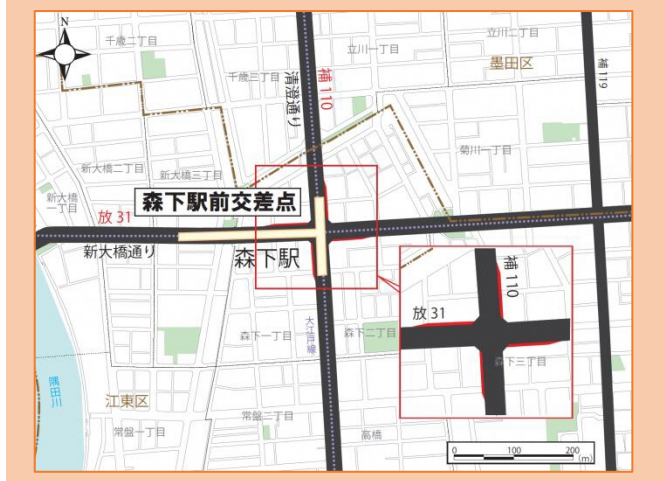 N
千歳二丁目
立川一丁目
立川二丁目
墨田区
千歳三丁目
清澄通り
補110
補119
新大橋二丁目
新大橋三丁目
菊川一丁目
新大橋
一丁目
森下駅前交差点
放31
新大橋通り
森下駅
補110
放31
大江戸線
森下一丁目
森下二丁目
森下三丁目
隅田川
江東区
常盤二丁目
常盤一丁目
高橋
0 100 200
(m)